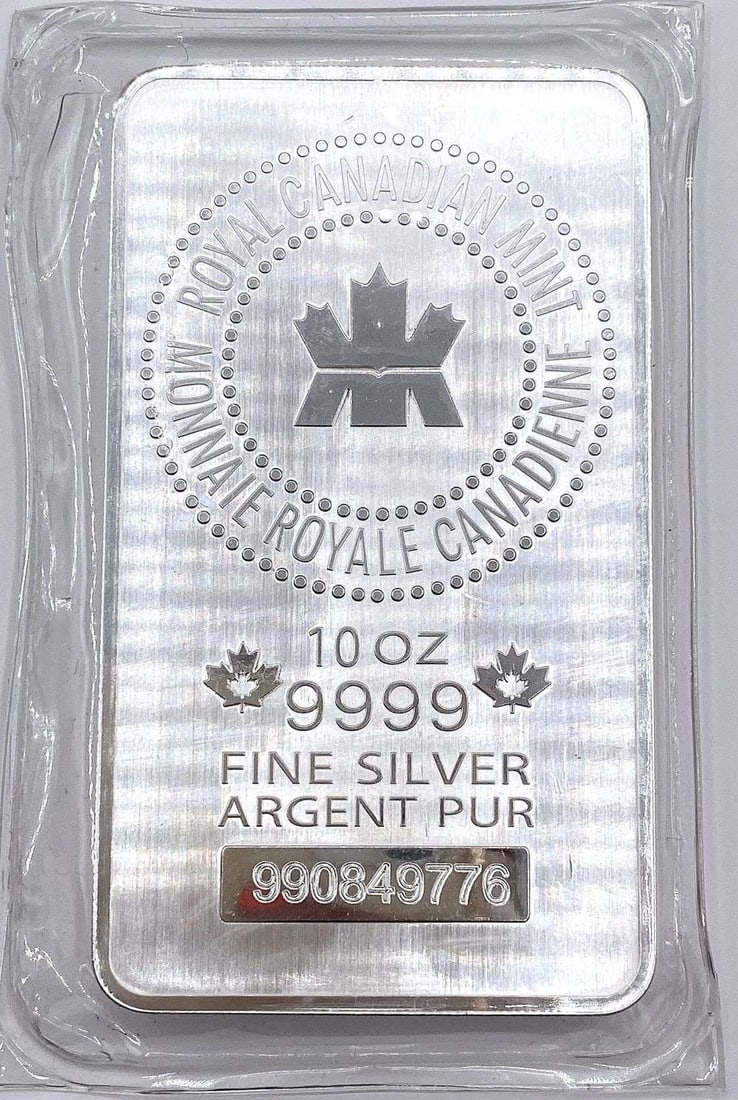 ROYAL CANADIAN MINT
MONNAIE ROYALE CANADIENNE
10 OZ
9999
FINE SILVER
ARGENT PUR
990849776